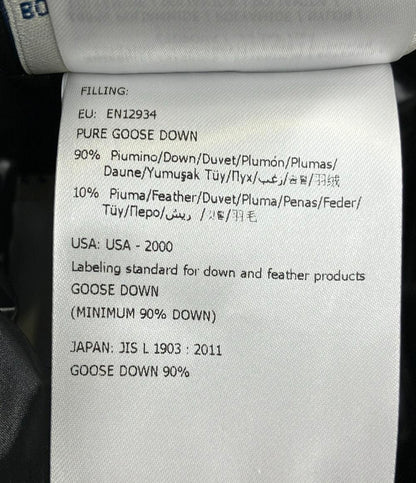 BO
FILLING:
EU: EN12934
PURE GOOSE DOWN
90% Piumino/Down/Duvet/Plumón/Plumas/
Daune/Yumuşak Tüy/Пух/زغب/솜털/羽绒
10% Piuma/Feather/Duvet/Pluma/Penas/Feder/
Tüy/Перо/ريش /깃털/羽毛
USA: USA - 2000
Labeling standard for down and feather products
GOOSE DOWN
(MINIMUM 90% DOWN)
JAPAN: JIS L 1903 : 2011
GOOSE DOWN 90%